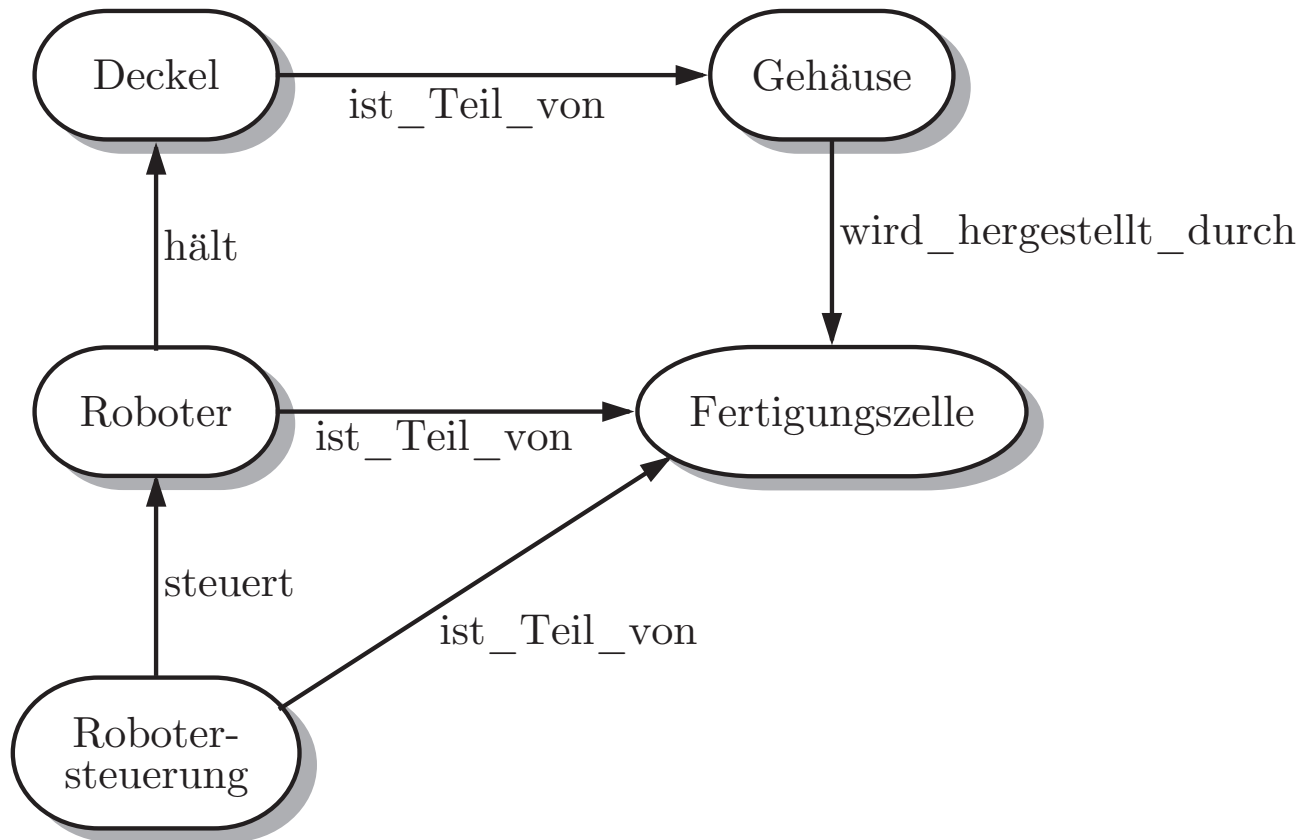 Deckel
ist_Teil_von
Gehäuse
hält
wird_hergestellt_durch
Roboter
ist_Teil_von
Fertigungszelle
steuert
ist_Teil_von
Roboter-
steuerung